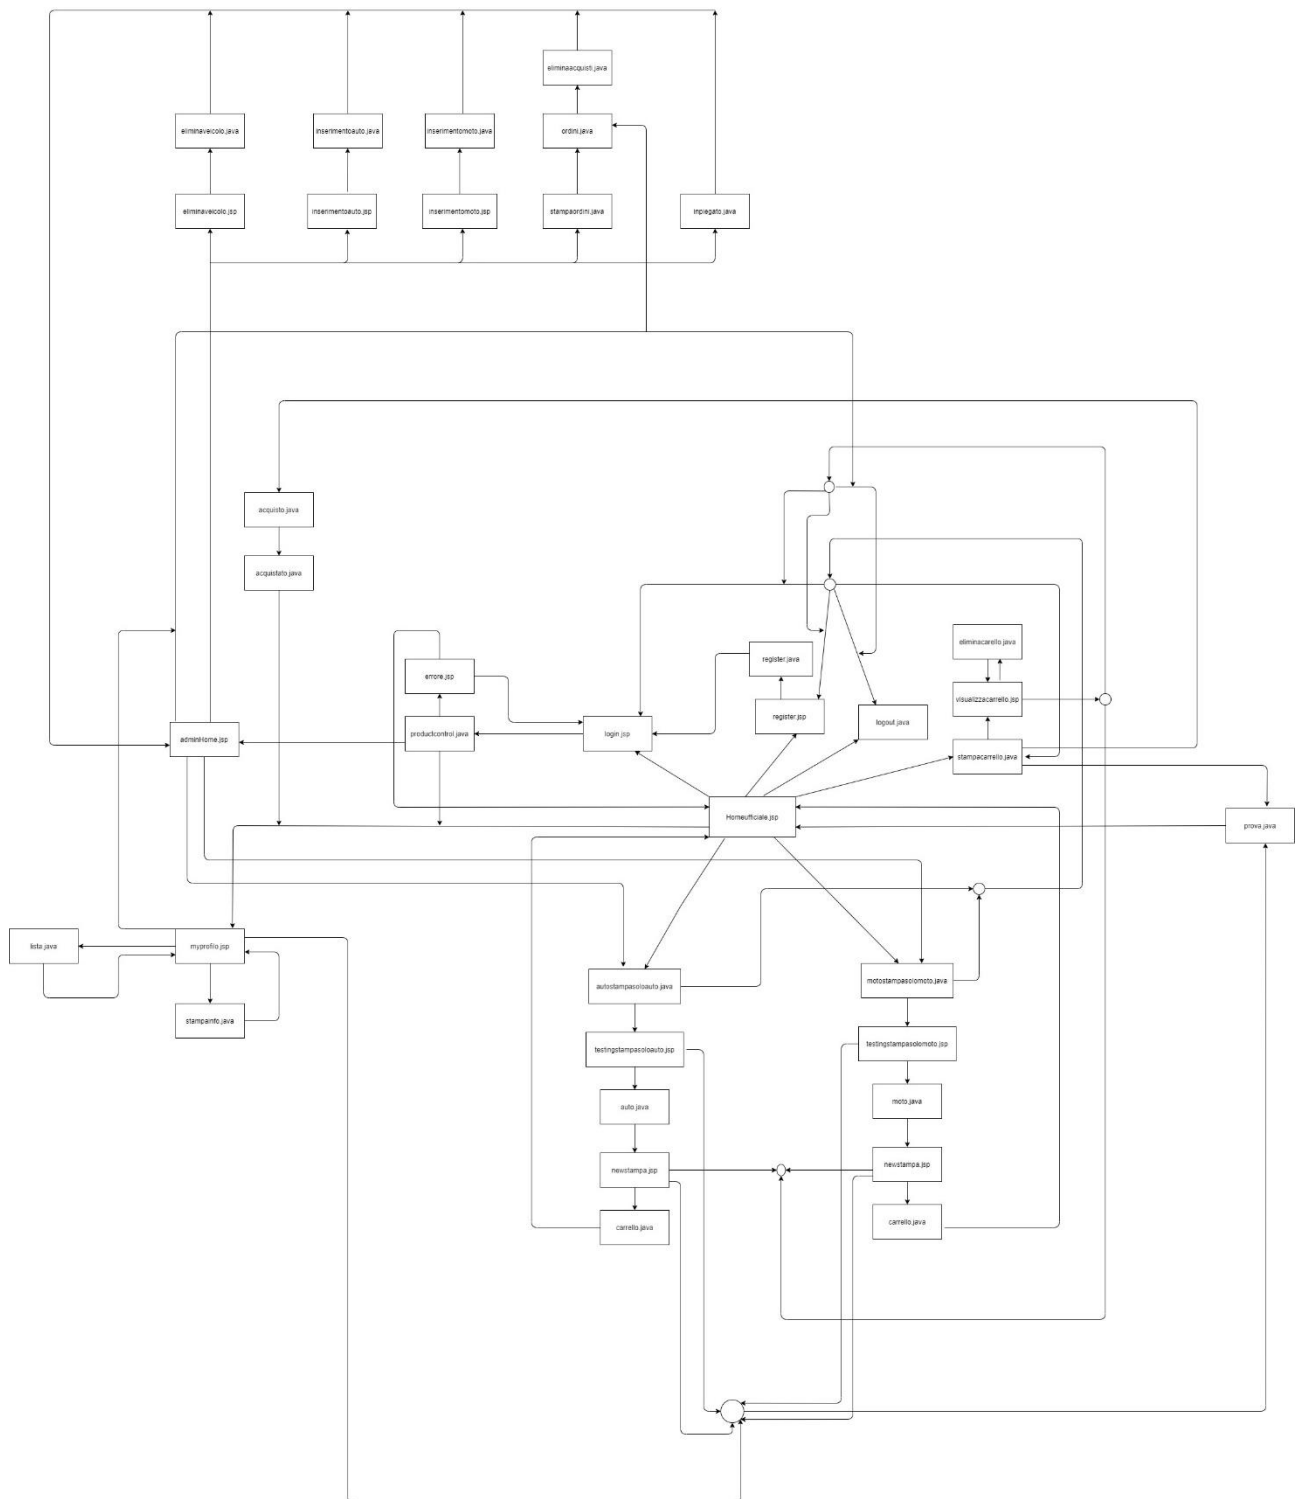 eliminaacquisti.java
eliminaveicolo.java
inserimentoauto.java
inserimentomoto.java
ordini.java
eliminaveicolo.jsp
inserimentoauto.jsp
inserimentomoto.jsp
stampaordini.java
inpiegato.java
acquisto.java
acquistato.java
eliminacarello.java
register.java
errore.jsp
visualizzacarrello.jsp
register.jsp
logout.java
adminHome.jsp
productcontrol.java
login.jsp
stampacarrello.java
Homeufficiale.jsp
prova.java
lista.java
myprofilo.jsp
autostampasoloauto.java
motostampasolomoto.java
stampainfo.java
testingstampasoloauto.jsp
testingstampasolomoto.jsp
auto.java
moto.java
newstampa.jsp
newstampa.jsp
carrello.java
carrello.java